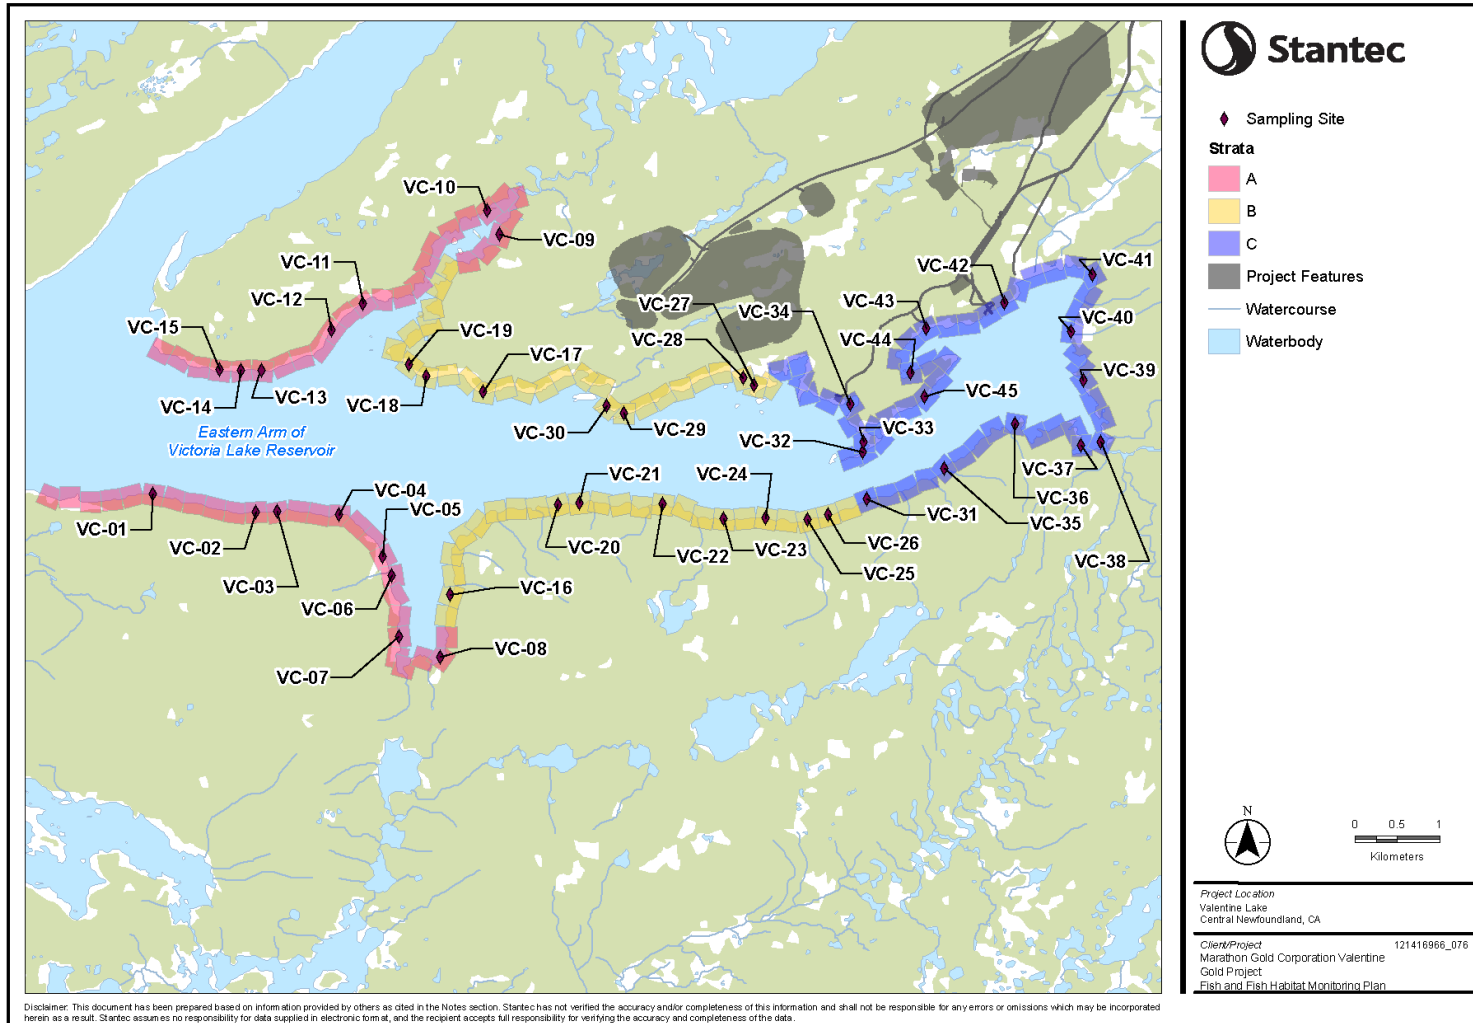 Stantec
Sampling Site
Strata
A
B
C
Project Features
Watercourse
Waterbody
VC-10
VC-09
VC-11
VC-12
VC-15
VC-14
VC-13
VC-19
VC-17
VC-18
VC-27
VC-34
VC-28
VC-30
VC-29
VC-42
VC-41
VC-43
VC-40
VC-44
VC-39
VC-45
VC-33
VC-32
VC-37
VC-36
VC-31
VC-35
VC-38
Eastern Arm of
Victoria Lake Reservoir
VC-01
VC-02
VC-03
VC-04
VC-05
VC-06
VC-07
VC-08
VC-16
VC-21
VC-20
VC-22
VC-24
VC-23
VC-26
VC-25
N
0 0.5 1
Kilometers
Project Location
Valentine Lake
Central Newfoundland, CA
Client/Project 121416966_076
Marathon Gold Corporation Valentine
Gold Project
Fish and Fish Habitat Monitoring Plan
Disclaimer: This document has been prepared based on information provided by others as cited in the Notes section. Stantec has not verified the accuracy and/or completeness of this information and shall not be responsible for any errors or omissions which may be incorporated
herein as a result. Stantec assumes no responsibility for data supplied in electronic format, and the recipient accepts full responsibility for verifying the accuracy and completeness of the data.